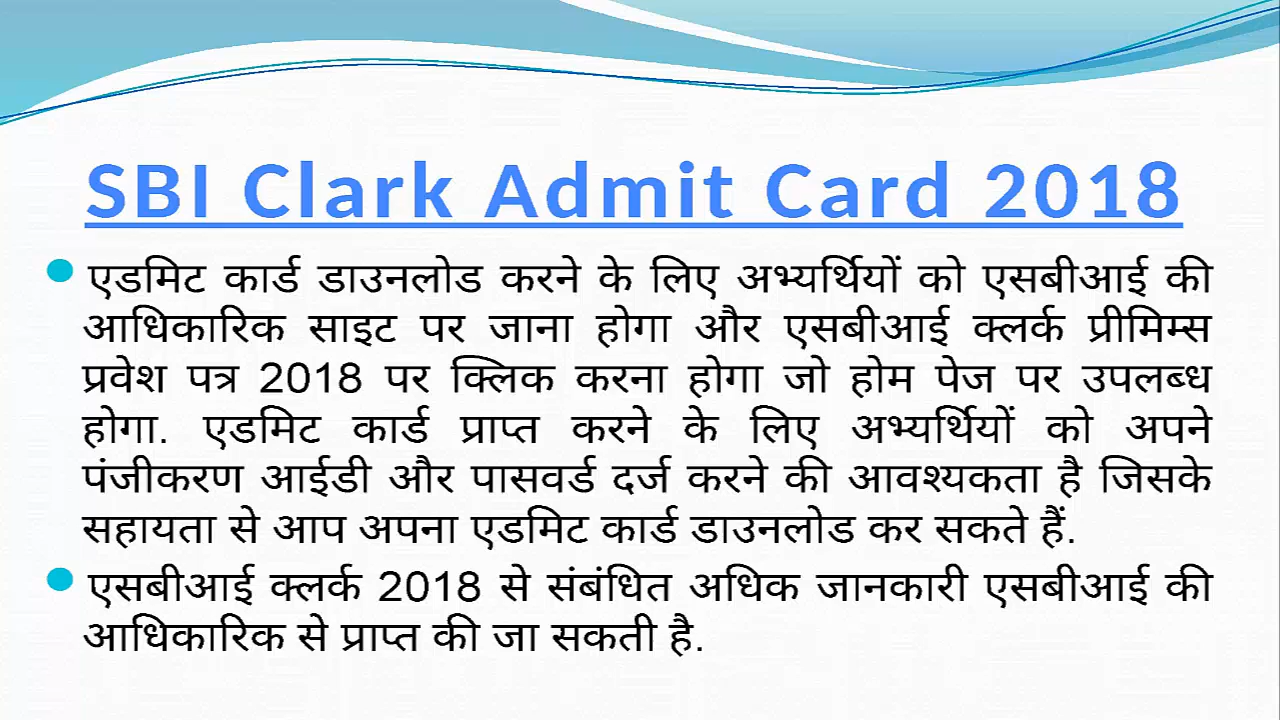 SBI Clark Admit Card 2018
एडमिट कार्ड डाउनलोड करने के लिए अभ्यर्थियों को एसबीआई की
आधिकारिक साइट पर जाना होगा और एसबीआई क्लर्क प्रीमिम्स
प्रवेश पत्र 2018 पर क्लिक करना होगा जो होम पेज पर उपलब्ध
होगा. एडमिट कार्ड प्राप्त करने के लिए अभ्यर्थियों को अपने
पंजीकरण आईडी और पासवर्ड दर्ज करने की आवश्यकता है जिसके
सहायता से आप अपना एडमिट कार्ड डाउनलोड कर सकते हैं.
एसबीआई क्लर्क 2018 से संबंधित अधिक जानकारी एसबीआई की
आधिकारिक से प्राप्त की जा सकती है.